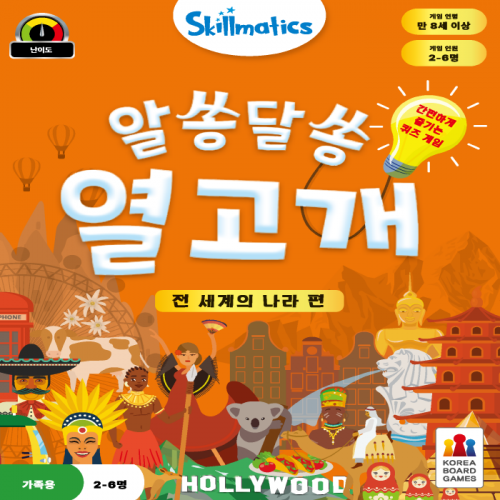 Skillmatics
게임 연령
만 8세 이상
게임 인원
2-6명
난이도
알쏭달쏭
열고개
간편하게
즐기는
퀴즈 게임
전 세계의 나라 편
TELEPHONE
HOLLYWOOD
가족용
2-6명
KOREA
BOARD
GAMES